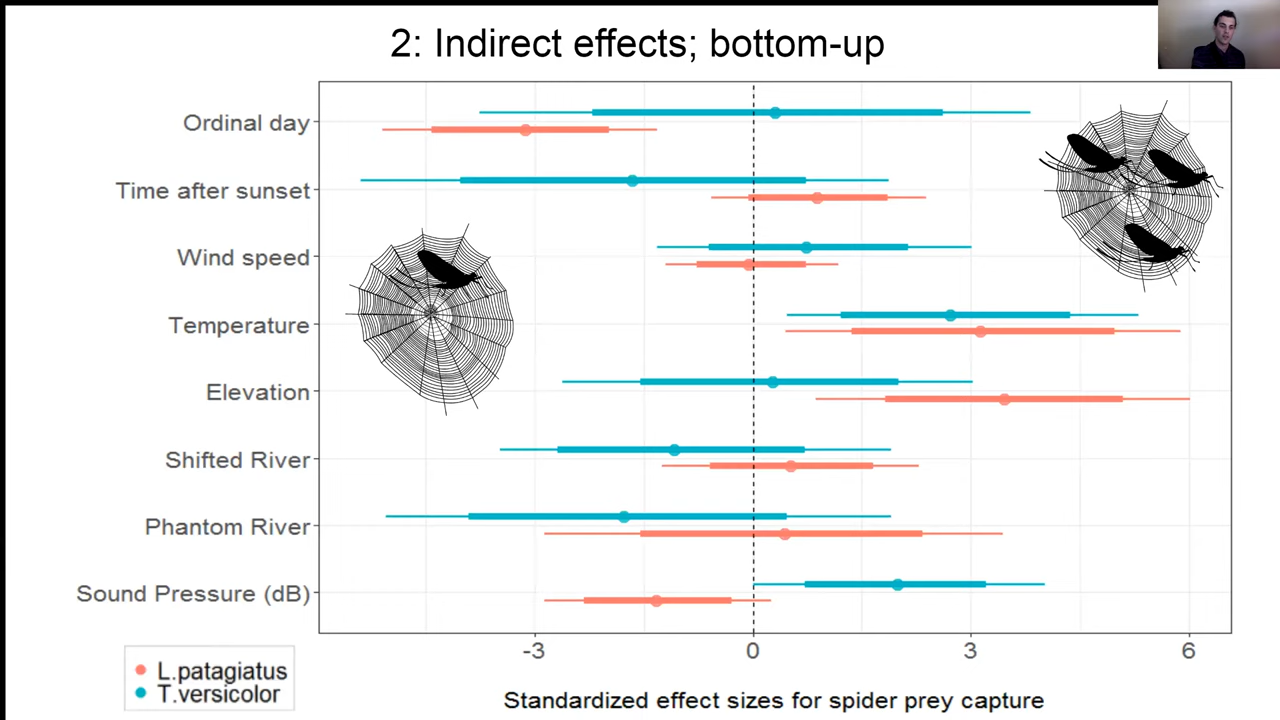 2: Indirect effects; bottom-up
Ordinal day
Time after sunset
Wind speed
Temperature
Elevation
Shifted River
Phantom River
Sound Pressure (dB)
-3 0 3 6
L.patagiatus
T.versicolor
Standardized effect sizes for spider prey capture